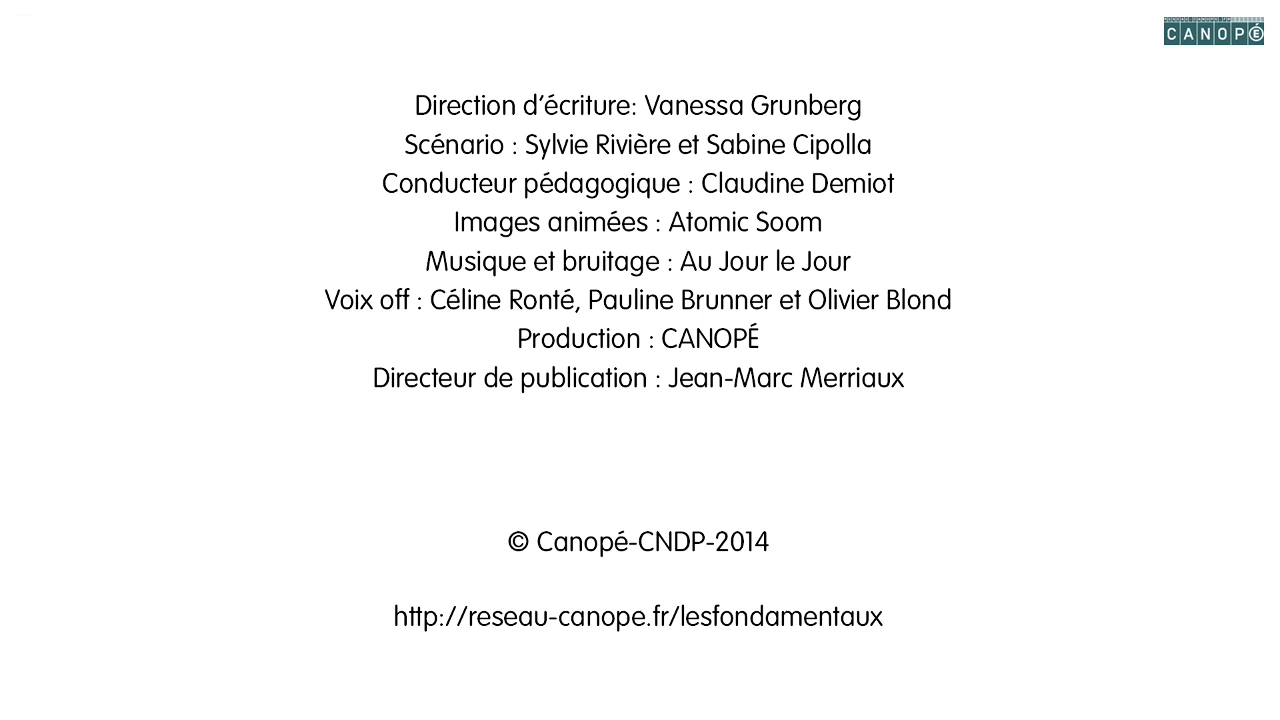 CANOPÉ
Direction d'écriture: Vanessa Grunberg
Scénario : Sylvie Rivière et Sabine Cipolla
Conducteur pédagogique : Claudine Demiot
Images animées : Atomic Soom
Musique et bruitage : Au Jour le Jour
Voix off : Céline Ronté, Pauline Brunner et Olivier Blond
Production : CANOPÉ
Directeur de publication : Jean-Marc Merriaux
© Canopé-CNDP-2014
http://reseau-canope.fr/lesfondamentaux